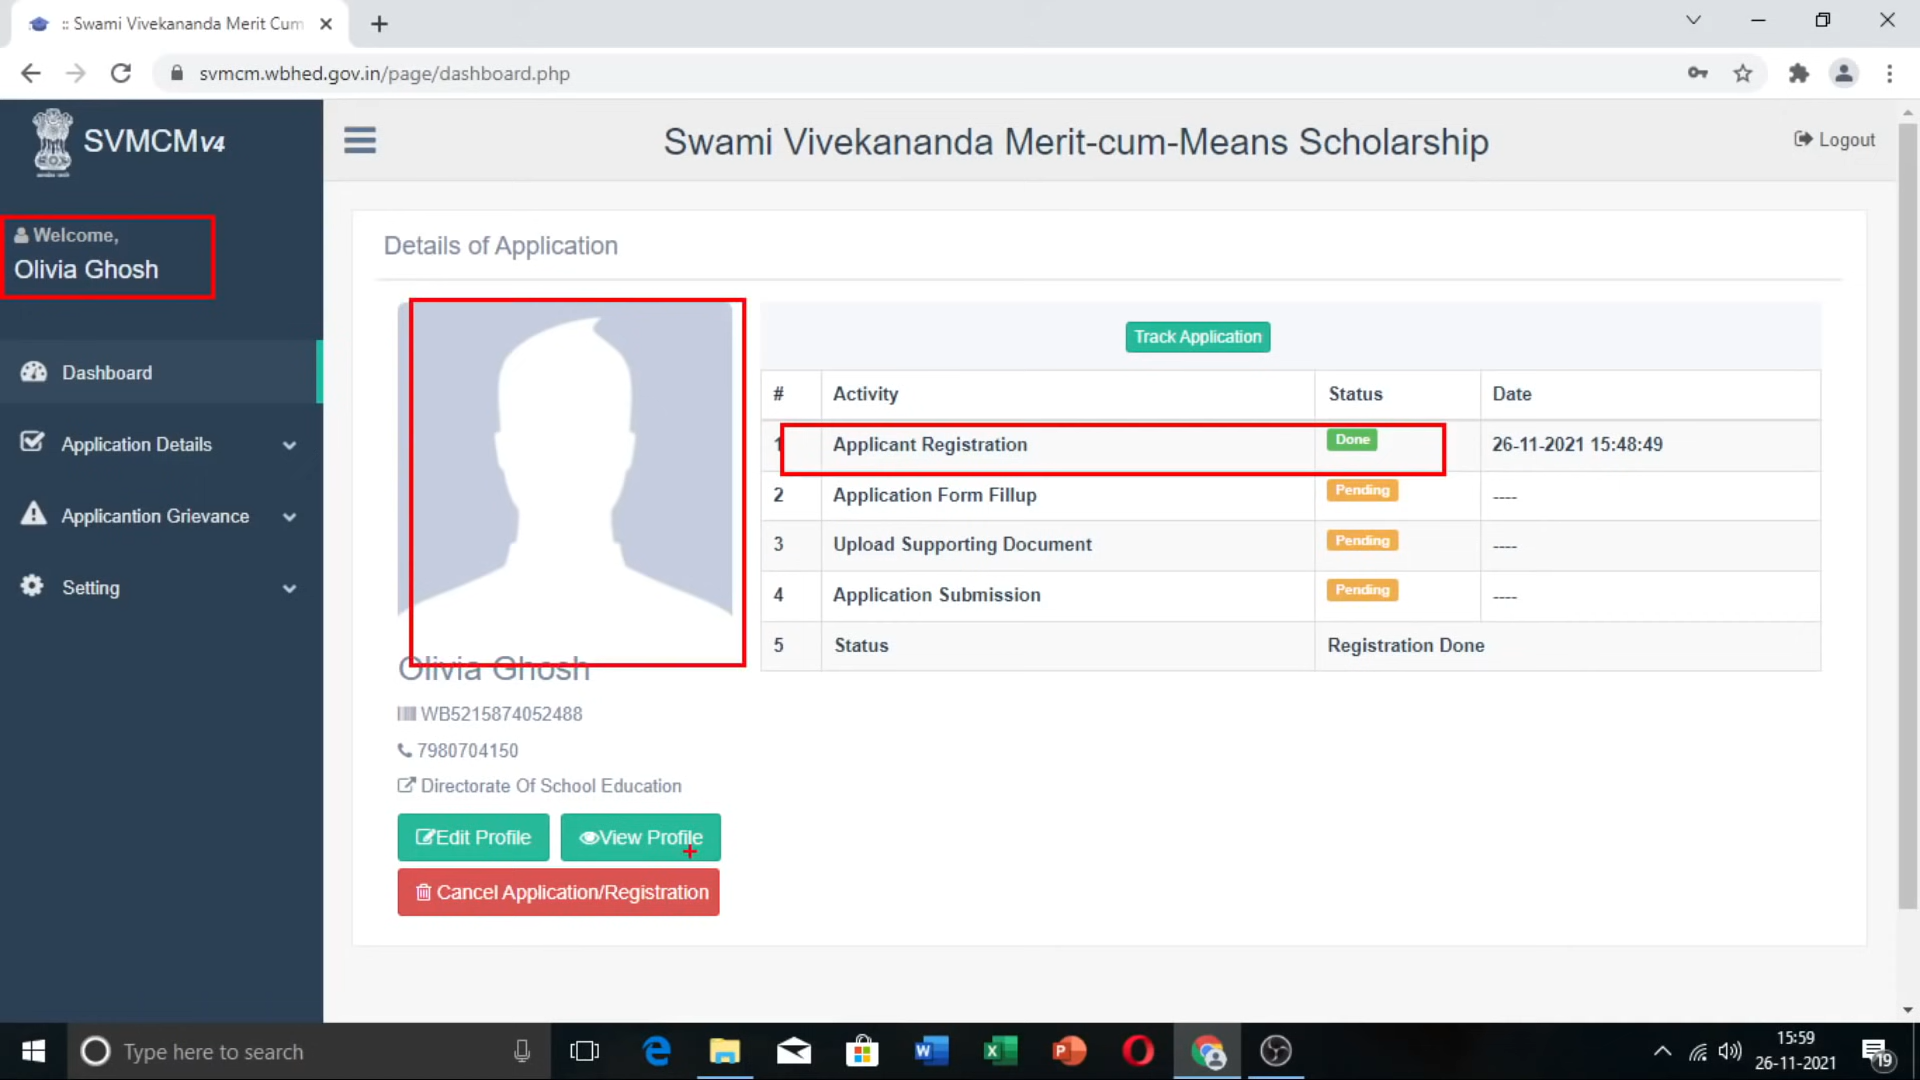 :: Swami Vivekananda Merit Cum
svmcm.wbhed.gov.in/page/dashboard.php
SVMCMV4
Swami Vivekananda Merit-cum-Means Scholarship
Logout
Welcome,
Olivia Ghosh
Dashboard
Application Details
Applicantion Grievance
Setting
Details of Application
Olivia Ghosh
WB5215874052488
7980704150
Directorate Of School Education
Edit Profile View Profile
Cancel Application/Registration
Track Application
# Activity Status Date
1 Applicant Registration Done 26-11-2021 15:48:49
2 Application Form Fillup Pending ----
3 Upload Supporting Document Pending ----
4 Application Submission Pending ----
5 Status Registration Done
Type here to search
15:59
26-11-2021
19